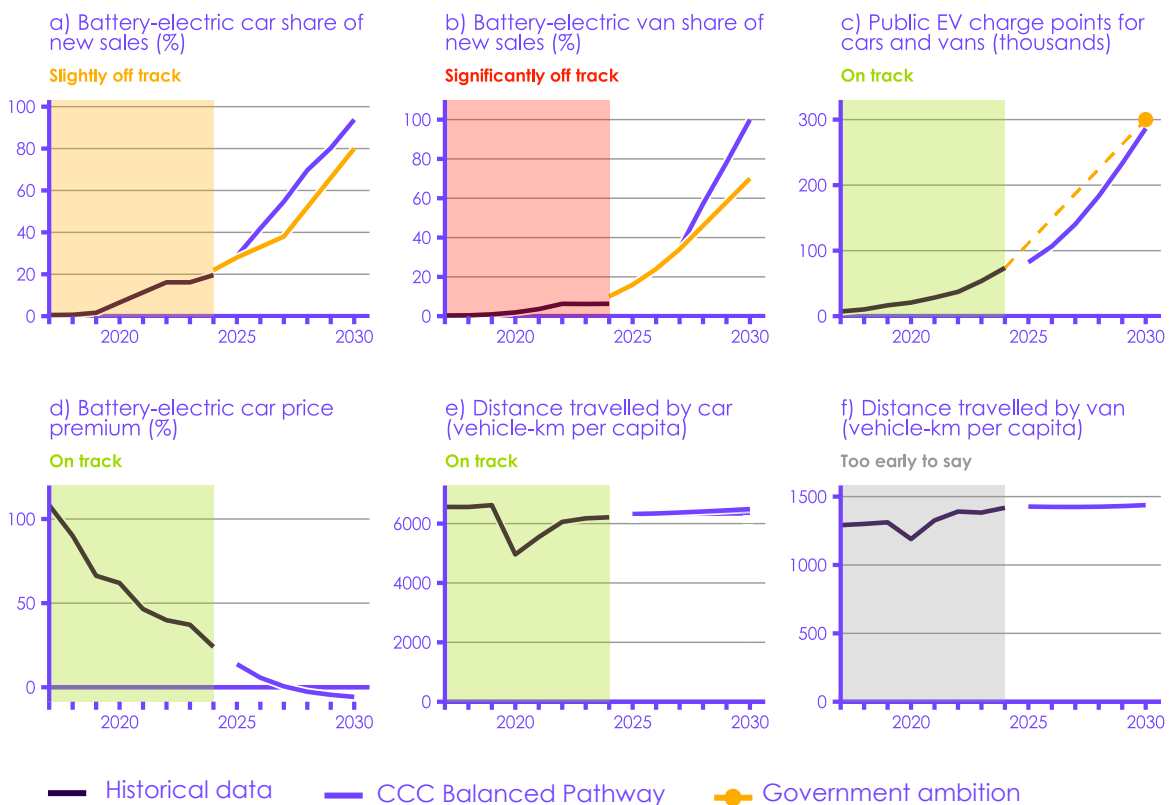 a) Battery-electric car share of
new sales (%)
Slightly off track
100
80
60
40
20
0
2020
2025
2030
b) Battery-electric van share of
new sales (%)
Significantly off track
100
80
60
40
20
0
2020
2025
2030
c) Public EV charge points for
cars and vans (thousands)
On track
300
200
100
0
2020
2025
2030
d) Battery-electric car price
premium (%)
On track
100
50
0
2020
2025
2030
e) Distance travelled by car
(vehicle-km per capita)
On track
6000
4000
2000
0
2020
2025
2030
f) Distance travelled by van
(vehicle-km per capita)
Too early to say
1500
1000
500
0
2020
2025
2030
Historical data
CCC Balanced Pathway
Government ambition